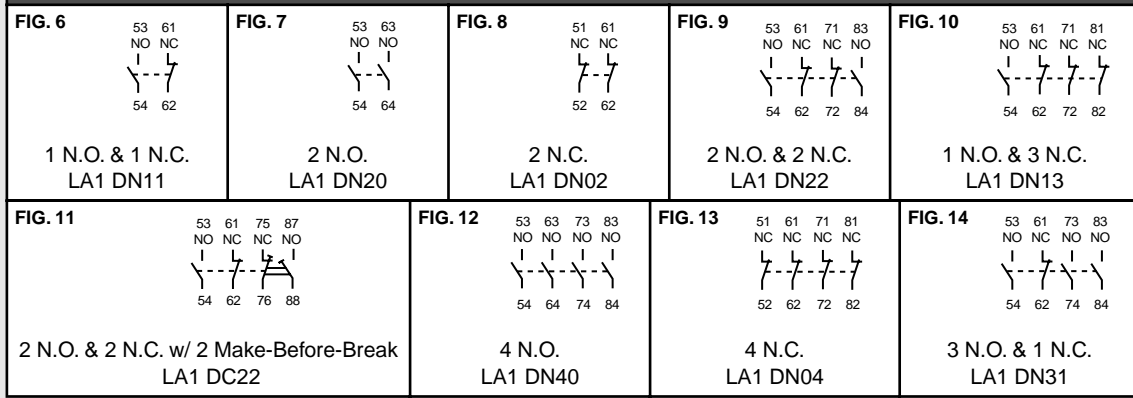 FIG. 6
53 61
NO NC
54 62
1 N.O. & 1 N.C.
LA1 DN11
FIG. 7
53 63
NO NO
54 64
2 N.O.
LA1 DN20
FIG. 8
51 61
NC NC
52 62
2 N.C.
LA1 DN02
FIG. 9
53 61 71 83
NO NC NC NO
54 62 72 84
2 N.O. & 2 N.C.
LA1 DN22
FIG. 10
53 61 71 81
NO NC NC NC
54 62 72 82
1 N.O. & 3 N.C.
LA1 DN13
FIG. 11
53 61 75 87
NO NC NC NO
54 62 76 88
2 N.O. & 2 N.C. w/ 2 Make-Before-Break
LA1 DC22
FIG. 12
53 63 73 83
NO NO NO NO
54 64 74 84
4 N.O.
LA1 DN40
FIG. 13
51 61 71 81
NC NC NC NC
52 62 72 82
4 N.C.
LA1 DN04
FIG. 14
53 61 73 83
NO NC NO NO
54 62 74 84
3 N.O. & 1 N.C.
LA1 DN31